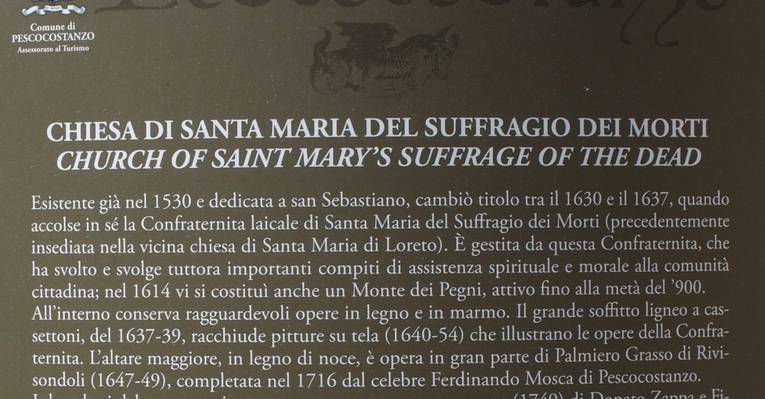 Comune di
PESCOCOSTANZO
Assessorato al Turismo
CHIESA DI SANTA MARIA DEL SUFFRAGIO DEI MORTI
CHURCH OF SAINT MARY'S SUFFRAGE OF THE DEAD
Esistente già nel 1530 e dedicata a san Sebastiano, cambiò titolo tra il 1630 e il 1637, quando
accolse in sé la Confraternita laicale di Santa Maria del Suffragio dei Morti (precedentemente
insediata nella vicina chiesa di Santa Maria di Loreto). È gestita da questa Confraternita, che
ha svolto e svolge tuttora importanti compiti di assistenza spirituale e morale alla comunità
cittadina; nel 1614 vi si costituì anche un Monte dei Pegni, attivo fino alla metà del '900.
All'interno conserva ragguardevoli opere in legno e in marmo. Il grande soffitto ligneo a cas-
settoni, del 1637-39, racchiude pitture su tela (1640-54) che illustrano le opere della Confra-
ternita. L'altare maggiore, in legno di noce, è opera in gran parte di Palmiero Grasso di Rivi-
sondoli (1647-49), completata nel 1716 dal celebre Ferdinando Mosca di Pescocostanzo.
(1749) di Donato Zappa e Fi-